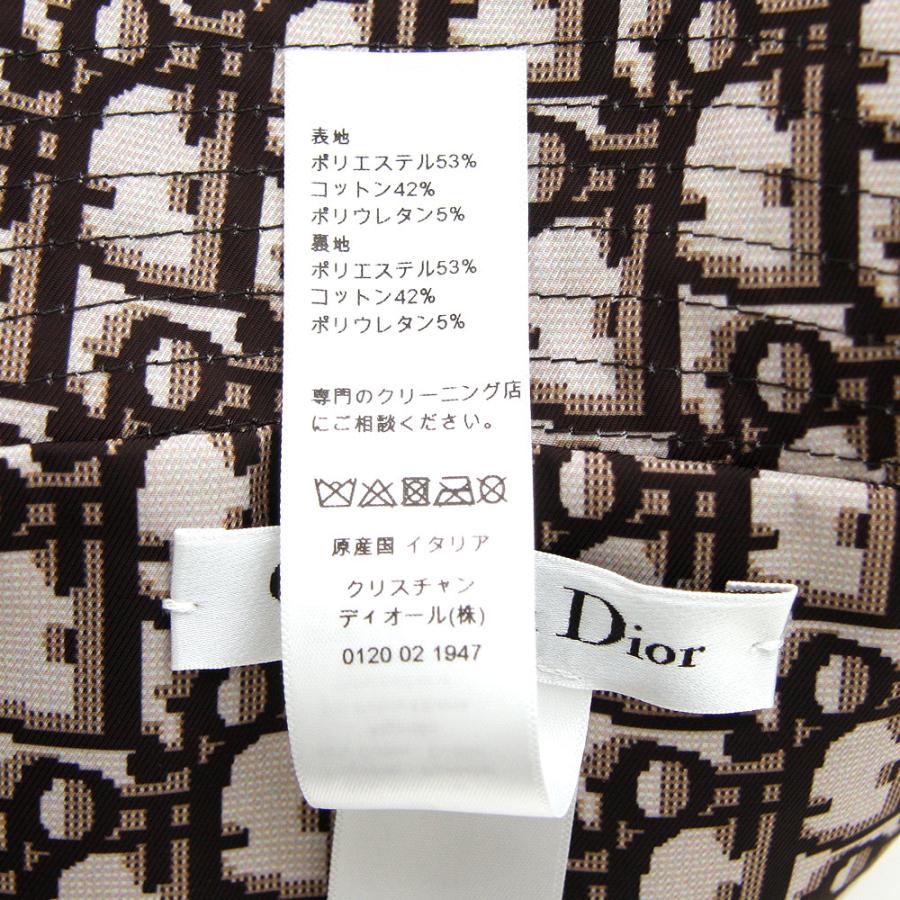 表地
ポリエステル53%
コットン42%
ポリウレタン5%
裏地
ポリエステル53%
コットン42%
ポリウレタン5%
専門のクリーニング店
にご相談ください。
原産国 イタリア
クリスチャン
ディオール(株)
0120 02 1947
Dior